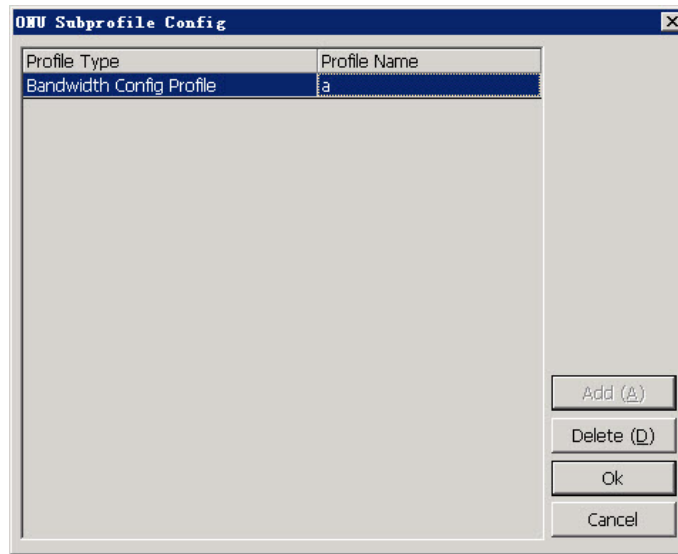 ONU Subprofile Config
Profile Type Profile Name
Bandwidth Config Profile a
Add (A)
Delete (D)
Ok
Cancel